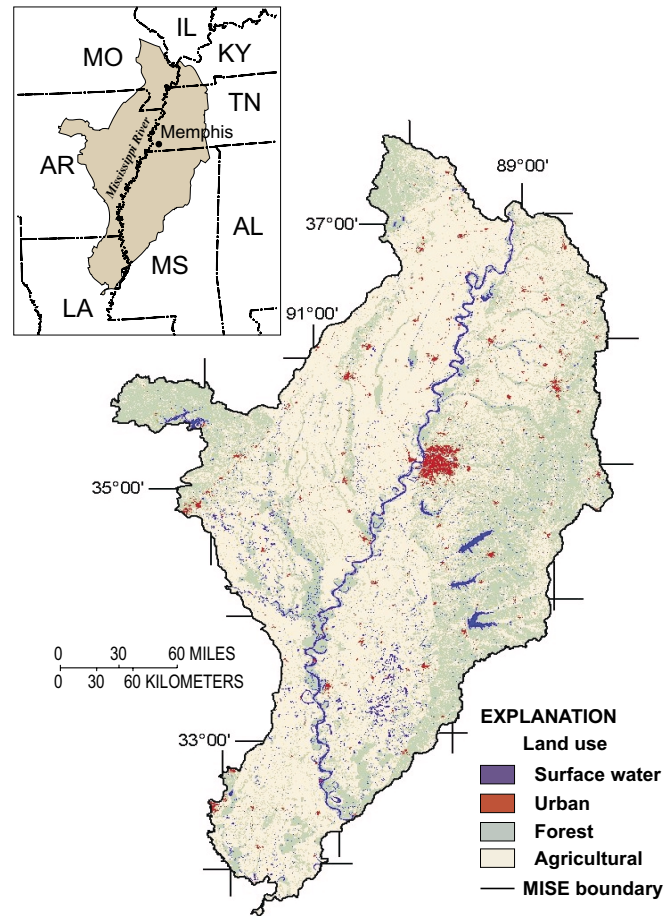 IL
MO
KY
TN
Memphis
Mississippi River
AR
AL
MS
LA
89°00'
37°00'
91°00'
35°00'
0 30 60 MILES
0 30 60 KILOMETERS
33°00'
EXPLANATION
Land use
Surface water
Urban
Forest
Agricultural
MISE boundary